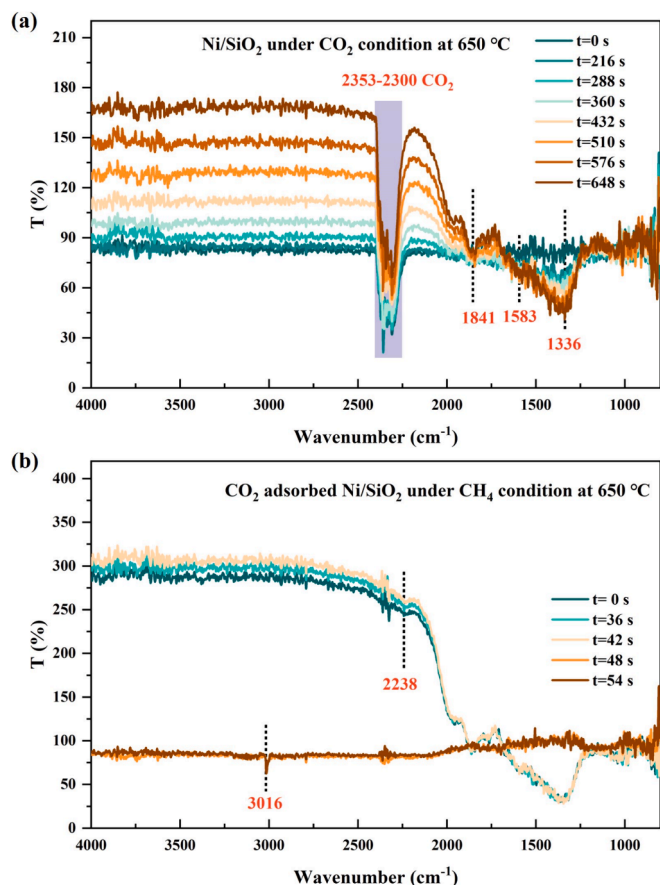 (a)
Ni/SiO₂ under CO₂ condition at 650 ℃
2353-2300 CO₂
t=0 s
t=216 s
t=288 s
t=360 s
t=432 s
t=510 s
t=576 s
t=648 s
T (%)
210
180
150
120
90
60
30
0
1841
1583
1336
4000 3500 3000 2500 2000 1500 1000
Wavenumber (cm⁻¹)
(b)
CO₂ adsorbed Ni/SiO₂ under CH₄ condition at 650 ℃
t= 0 s
t=36 s
t=42 s
t=48 s
t=54 s
T (%)
400
350
300
250
200
150
100
50
0
2238
3016
4000 3500 3000 2500 2000 1500 1000
Wavenumber (cm⁻¹)